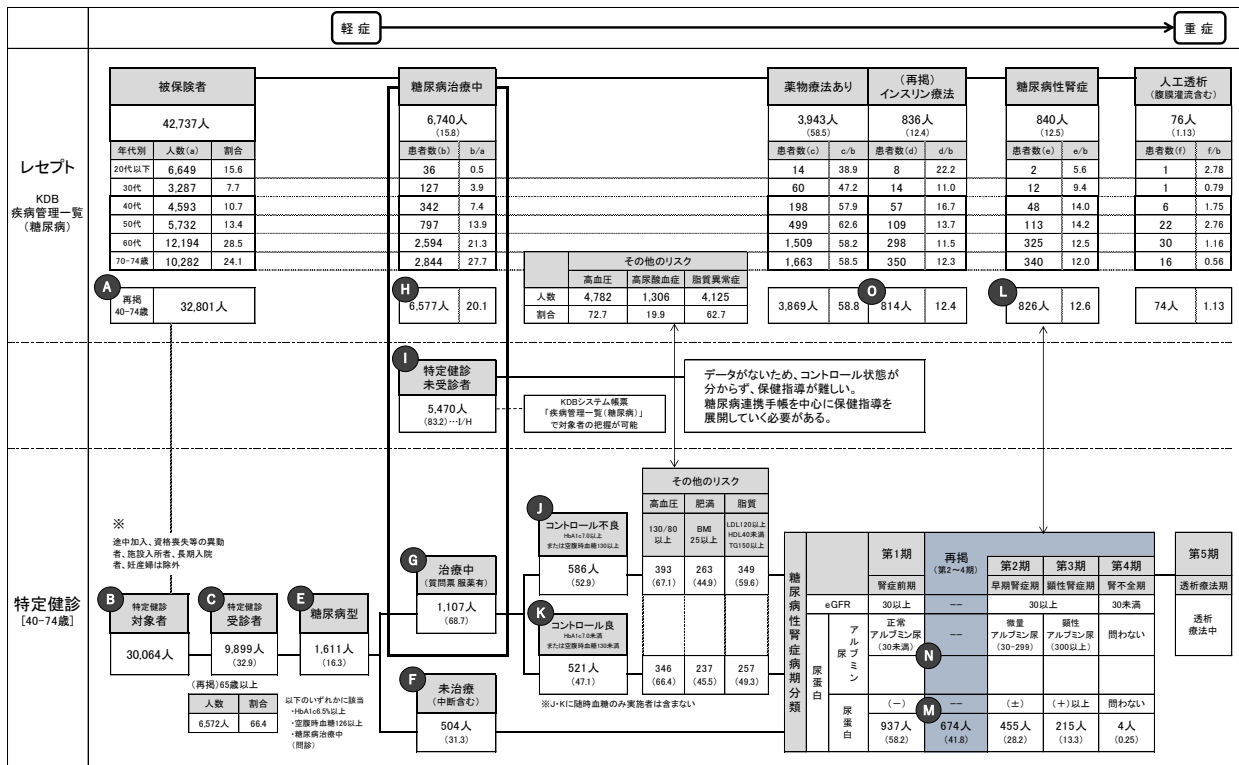 軽症
重症
レセプト
KDB
疾病管理一覧
(糖尿病)
被保険者
42,737人
年代別 人数(a) 割合
20代以下 6,649 15.6
30代 3,287 7.7
40代 4,593 10.7
50代 5,732 13.4
60代 12,194 28.5
70-74歳 10,282 24.1
A
再掲
40-74歳
32,801人
糖尿病治療中
6,740人
(15.8)
患者数(b) b/a
36 0.5
127 3.9
342 7.4
797 13.9
2,594 21.3
2,844 27.7
H
6,577人 20.1
その他のリスク
高血圧 高尿酸血症 脂質異常症
人数 4,782 1,306 4,125
割合 72.7 19.9 62.7
薬物療法あり
3,943人
(58.5)
患者数(c) c/b
14 38.9
60 47.2
198 57.9
499 62.6
1,509 58.2
1,663 58.5
3,869人 58.8
(再掲)
インスリン療法
836人
(12.4)
患者数(d) d/b
8 22.2
14 11.0
57 16.7
109 13.7
298 11.5
350 12.3
O
814人 12.4
糖尿病性腎症
840人
(12.5)
患者数(e) e/b
2 5.6
12 9.4
48 14.0
113 14.2
325 12.5
340 12.0
L
826人 12.6
人工透析
(腹膜灌流含む)
76人
(1.13)
患者数(f) f/b
1 2.78
1 0.79
6 1.75
22 2.76
30 1.16
16 0.56
74人 1.13
I
特定健診
未受診者
5,470人
(83.2)…I/H
KDBシステム帳票
「疾病管理一覧(糖尿病)」
で対象者の把握が可能
データがないため、コントロール状態が
分からず、保健指導が難しい。
糖尿病連携手帳を中心に保健指導を
展開していく必要がある。
特定健診
[40-74歳]
※
途中加入、資格喪失等の異動
者、施設入所者、長期入院
者、妊産婦は除外
B
特定健診
対象者
30,064人
C
特定健診
受診者
9,899人
(32.9)
(再掲)65歳以上
人数 割合
6,572人 66.4
E
糖尿病型
1,611人
(16.3)
以下のいずれかに該当
・HbA1c6.5%以上
・空腹時血糖126以上
・糖尿病治療中
(問診)
G
治療中
(質問票 服薬有)
1,107人
(68.7)
F
未治療
(中断含む)
504人
(31.3)
J
コントロール不良
HbA1c7.0以上
または空腹時血糖130以上
586人
(52.9)
K
コントロール良
HbA1c7.0未満
または空腹時血糖130未満
521人
(47.1)
その他のリスク
高血圧 肥満 脂質
130/80
以上
BMI
25以上
LDL120以上
HDL40未満
TG150以上
393 263 349
(67.1) (44.9) (59.6)
346 237 257
(66.4) (45.5) (49.3)
※J・Kに随時血糖のみ実施者は含まない
糖尿病性腎症病期分類
第1期
腎症前期
再掲
(第2~4期)
第2期 第3期 第4期
早期腎症期 顕性腎症期 腎不全期
第5期
透析療法期
eGFR 30以上 -- 30以上 30未満
尿蛋白
尿アルブミン
正常
アルブミン尿
(30未満)
--
微量
アルブミン尿
(30-299)
顕性
アルブミン尿
(300以上)
問わない
透析
療法中
N
尿蛋白
(-) -- (±) (+)以上 問わない
M
937人 674人 455人 215人 4人
(58.2) (41.8) (28.2) (13.3) (0.25)